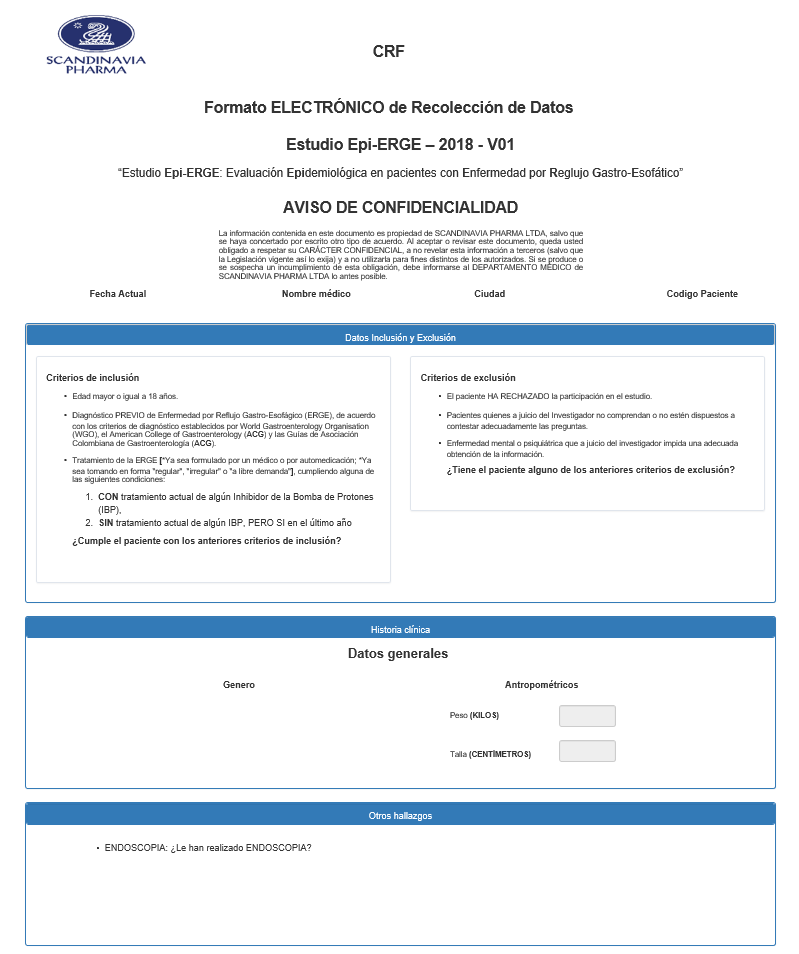 SCANDINAVIA
PHARMA
CRF
Formato ELECTRÓNICO de Recolección de Datos
Estudio Epi-ERGE – 2018 - V01
“Estudio Epi-ERGE: Evaluación Epidemiológica en pacientes con Enfermedad por Reglujo Gastro-Esofático”
AVISO DE CONFIDENCIALIDAD
La información contenida en este documento es propiedad de SCANDINAVIA PHARMA LTDA, salvo que
se haya concertado por escrito otro tipo de acuerdo. Al aceptar o revisar este documento, queda usted
obligado a respetar su CARÁCTER CONFIDENCIAL, a no revelar esta información a terceros (salvo que
la Legislación vigente así lo exija) y a no utilizarla para fines distintos de los autorizados. Si se produce o
se sospecha un incumplimiento de esta obligación, debe informarse al DEPARTAMENTO MÉDICO de
SCANDINAVIA PHARMA LTDA lo antes posible.
Fecha Actual Nombre médico Ciudad Codigo Paciente
Datos Inclusión y Exclusión
Criterios de inclusión
• Edad mayor o igual a 18 años.
• Diagnóstico PREVIO de Enfermedad por Reflujo Gastro-Esofágico (ERGE), de acuerdo
con los criterios de diagnóstico establecidos por World Gastroenterology Organisation
(WGO), el American College of Gastroenterology (ACG) y las Guías de Asociación
Colombiana de Gastroenterología (ACG).
• Tratamiento de la ERGE [“Ya sea formulado por un médico o por automedicación; “Ya
sea tomando en forma "regular", "irregular" o "a libre demanda"], cumpliendo alguna de
las siguientes condiciones:
1. CON tratamiento actual de algún Inhibidor de la Bomba de Protones
(IBP),
2. SIN tratamiento actual de algún IBP, PERO SI en el último año
¿Cumple el paciente con los anteriores criterios de inclusión?
Criterios de exclusión
• El paciente HA RECHAZADO la participación en el estudio.
• Pacientes quienes a juicio del Investigador no comprendan o no estén dispuestos a
contestar adecuadamente las preguntas.
• Enfermedad mental o psiquiátrica que a juicio del investigador impida una adecuada
obtención de la información.
¿Tiene el paciente alguno de los anteriores criterios de exclusión?
Historia clínica
Datos generales
Genero
Antropométricos
Peso (KILOS)
Talla (CENTÍMETROS)
Otros hallazgos
• ENDOSCOPIA: ¿Le han realizado ENDOSCOPIA?